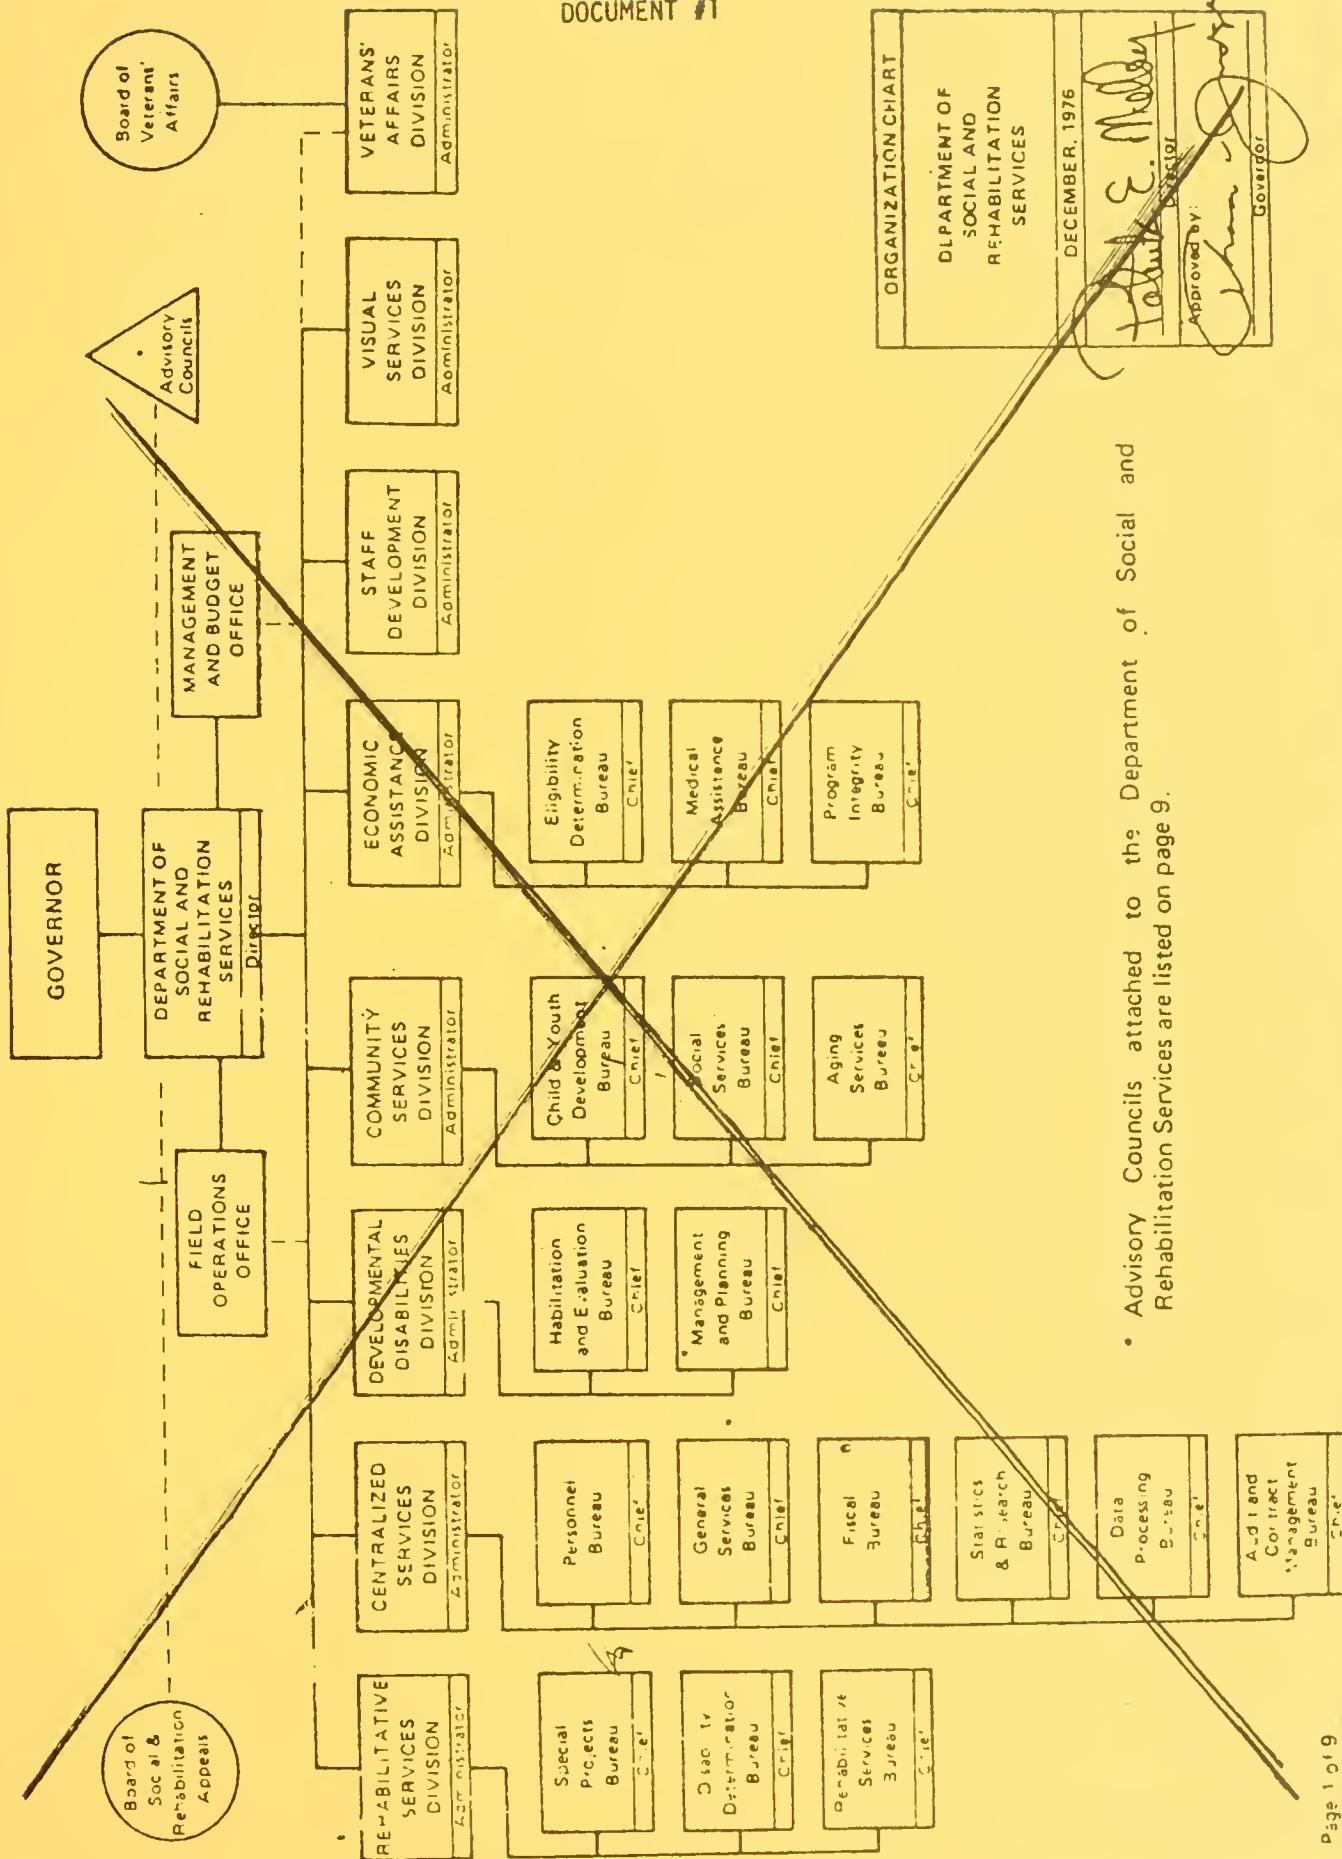 DOCUMENT #1
GOVERNOR
Board of
Social &
Rehabilitation
Appeals
FIELD
OPERATIONS
OFFICE
DEPARTMENT OF
SOCIAL AND
REHABILITATION
SERVICES
Director
MANAGEMENT
AND BUDGET
OFFICE
•
Advisory
Councils
Board of
Veterans'
Affairs
REHABILITATIVE
SERVICES
DIVISION
Administrator
CENTRALIZED
SERVICES
DIVISION
Administrator
DEVELOPMENTAL
DISABILITIES
DIVISION
Administrator
COMMUNITY
SERVICES
DIVISION
Administrator
ECONOMIC
ASSISTANCE
DIVISION
Administrator
STAFF
DEVELOPMENT
DIVISION
Administrator
VISUAL
SERVICES
DIVISION
Administrator
VETERANS'
AFFAIRS
DIVISION
Administrator
Special
Projects
Bureau
Chief
Disability
Determination
Bureau
Chief
Rehabilitative
Services
Bureau
Chief
Personnel
Bureau
Chief
General
Services
Bureau
Chief
Fiscal
Bureau
Chief
Statistics
& Research
Bureau
Chief
Data
Processing
Bureau
Chief
Audit and
Contract
Management
Bureau
Chief
Habilitation
and Evaluation
Bureau
Chief
Management
and Planning
Bureau
Chief
Child & Youth
Development
Bureau
Chief
Social
Services
Bureau
Chief
Aging
Services
Bureau
Chief
Eligibility
Determination
Bureau
Chief
Medical
Assistance
Bureau
Chief
Program
Integrity
Bureau
Chief
• Advisory Councils attached to the Department of Social and
Rehabilitation Services are listed on page 9.
ORGANIZATION CHART
DEPARTMENT OF
SOCIAL AND
REHABILITATION
SERVICES
DECEMBER, 1976
Director
Approved by:
Governor
Page 1 of 9